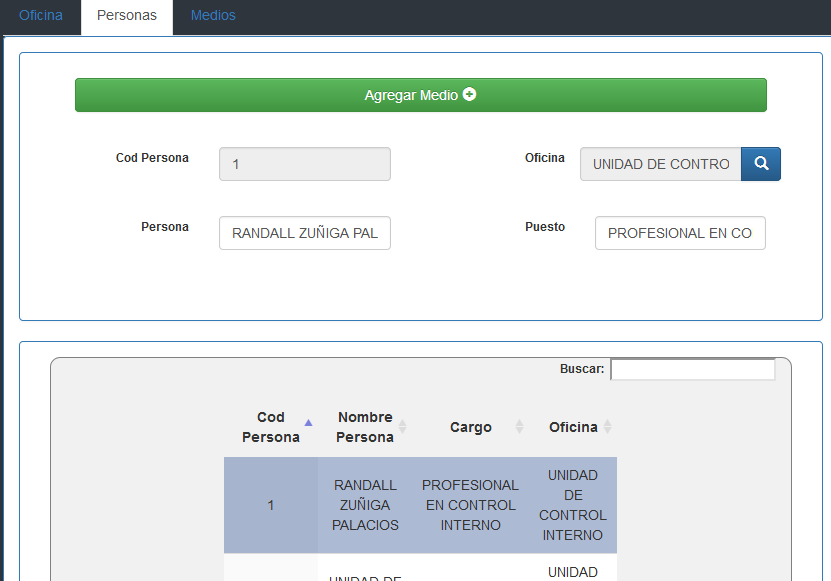 Oficina Personas Medios
Agregar Medio
Cod Persona 1 Oficina UNIDAD DE CONTRO
Persona RANDALL ZUÑIGA PAL Puesto PROFESIONAL EN CO
Buscar:
Cod Persona Nombre Persona Cargo Oficina
1 RANDALL ZUÑIGA PALACIOS PROFESIONAL EN CONTROL INTERNO UNIDAD DE CONTROL INTERNO
UNIDAD DE UNIDAD